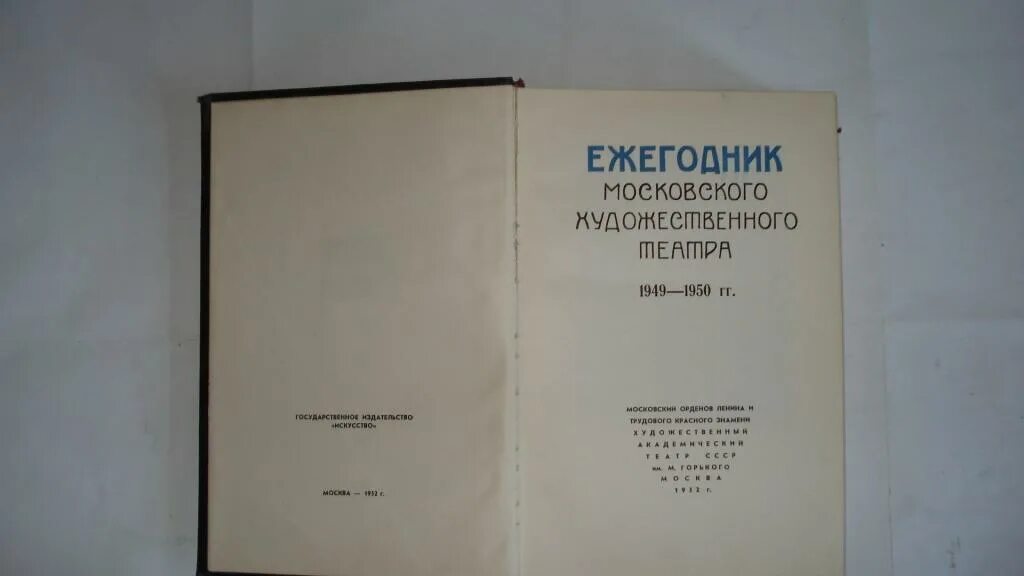 ГОСУДАРСТВЕННОЕ ИЗДАТЕЛЬСТВО
«ИСКУССТВО»
МОСКВА — 1952 г.
ЕЖЕГОДНИК
МОСКОВСКОГО
ХУДОЖЕСТВЕННОГО
ТЕАТРА
1949—1950 гг.
МОСКОВСКИЙ ОРДЕНОВ ЛЕНИНА И
ТРУДОВОГО КРАСНОГО ЗНАМЕНИ
ХУДОЖЕСТВЕННЫЙ
АКАДЕМИЧЕСКИЙ
ТЕАТР СССР
им. М. ГОРЬКОГО
МОСКВА
1952 г.